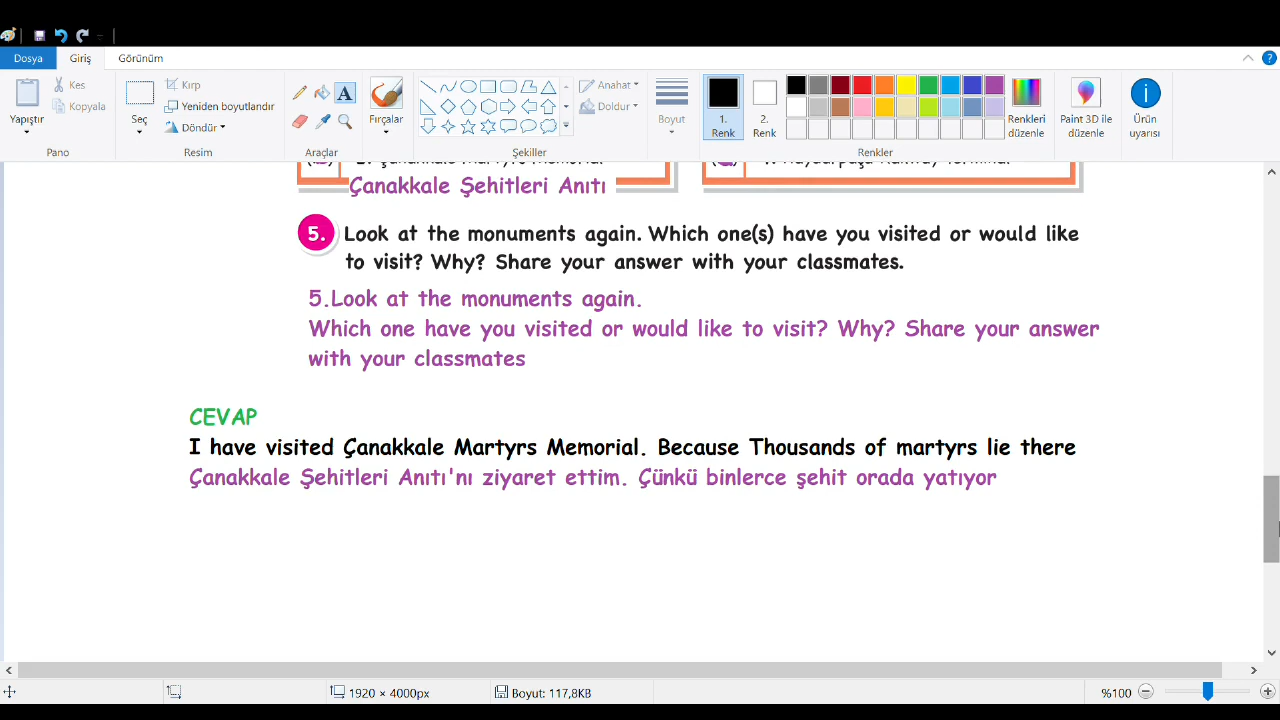 Dosya Giriş Görünüm
Yapıştır Kes Kopyala
Seç Kırp Yeniden boyutlandır Döndür
A
Fırçalar
Anahat Doldur
Boyut
1. Renk 2. Renk
Renkleri düzenle
Paint 3D ile düzenle
Ürün uyarısı
Pano Resim Araçlar Şekiller Renkler
Çanakkale Şehitleri Anıtı
5. Look at the monuments again. Which one(s) have you visited or would like
to visit? Why? Share your answer with your classmates.
5.Look at the monuments again.
Which one have you visited or would like to visit? Why? Share your answer
with your classmates
CEVAP
I have visited Çanakkale Martyrs Memorial. Because Thousands of martyrs lie there
Çanakkale Şehitleri Anıtı'nı ziyaret ettim. Çünkü binlerce şehit orada yatıyor
1920 × 4000px Boyut: 117,8KB %100